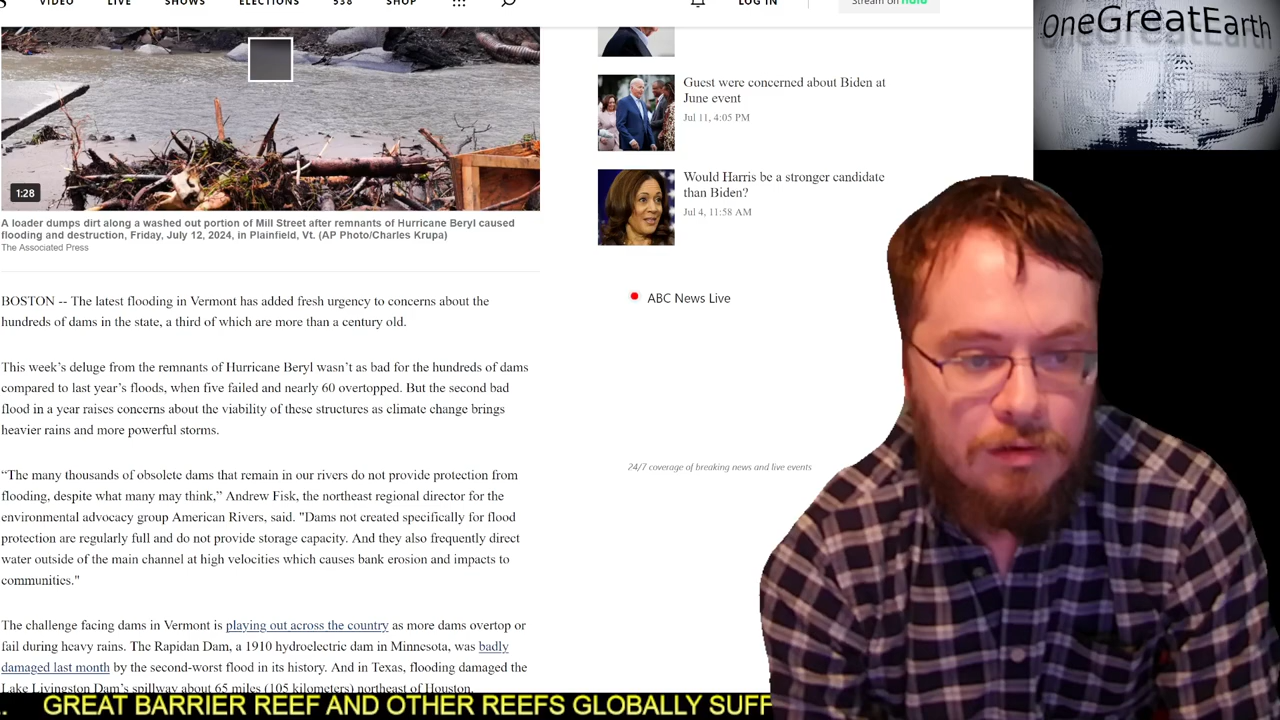 VIDEO LIVE SHOWS ELECTIONS 538 SHOP LOG IN Stream on hulu
OneGreatEarth
1:28
A loader dumps dirt along a washed out portion of Mill Street after remnants of Hurricane Beryl caused
flooding and destruction, Friday, July 12, 2024, in Plainfield, Vt. (AP Photo/Charles Krupa)
The Associated Press
BOSTON -- The latest flooding in Vermont has added fresh urgency to concerns about the
hundreds of dams in the state, a third of which are more than a century old.
This week’s deluge from the remnants of Hurricane Beryl wasn’t as bad for the hundreds of dams
compared to last year’s floods, when five failed and nearly 60 overtopped. But the second bad
flood in a year raises concerns about the viability of these structures as climate change brings
heavier rains and more powerful storms.
“The many thousands of obsolete dams that remain in our rivers do not provide protection from
flooding, despite what many may think,” Andrew Fisk, the northeast regional director for the
environmental advocacy group American Rivers, said. "Dams not created specifically for flood
protection are regularly full and do not provide storage capacity. And they also frequently direct
water outside of the main channel at high velocities which causes bank erosion and impacts to
communities."
The challenge facing dams in Vermont is playing out across the country as more dams overtop or
fail during heavy rains. The Rapidan Dam, a 1910 hydroelectric dam in Minnesota, was badly
damaged last month by the second-worst flood in its history. And in Texas, flooding damaged the
Lake Livingston Dam’s spillway about 65 miles (105 kilometers) northeast of Houston.
Guest were concerned about Biden at
June event
Jul 11, 4:05 PM
Would Harris be a stronger candidate
than Biden?
Jul 4, 11:58 AM
ABC News Live
24/7 coverage of breaking news and live events
. GREAT BARRIER REEF AND OTHER REEFS GLOBALLY SUFF